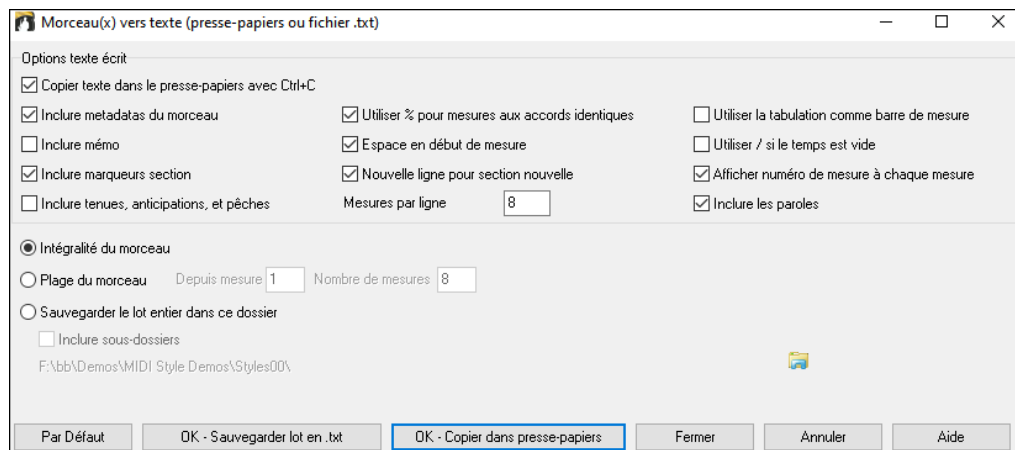 Morceau(x) vers texte (presse-papiers ou fichier .txt)
Options texte écrit
Copier texte dans le presse-papiers avec Ctrl+C
Inclure metadatas du morceau Utiliser % pour mesures aux accords identiques Utiliser la tabulation comme barre de mesure
Inclure mémo Espace en début de mesure Utiliser / si le temps est vide
Inclure marqueurs section Nouvelle ligne pour section nouvelle Afficher numéro de mesure à chaque mesure
Inclure tenues, anticipations, et pêches Mesures par ligne 8 Inclure les paroles
Intégralité du morceau
Plage du morceau Depuis mesure 1 Nombre de mesures 8
Sauvegarder le lot entier dans ce dossier
Inclure sous-dossiers
F:\bb\Demos\MIDI Style Demos\Styles00\
Par Défaut OK - Sauvegarder lot en .txt OK - Copier dans presse-papiers Fermer Annuler Aide